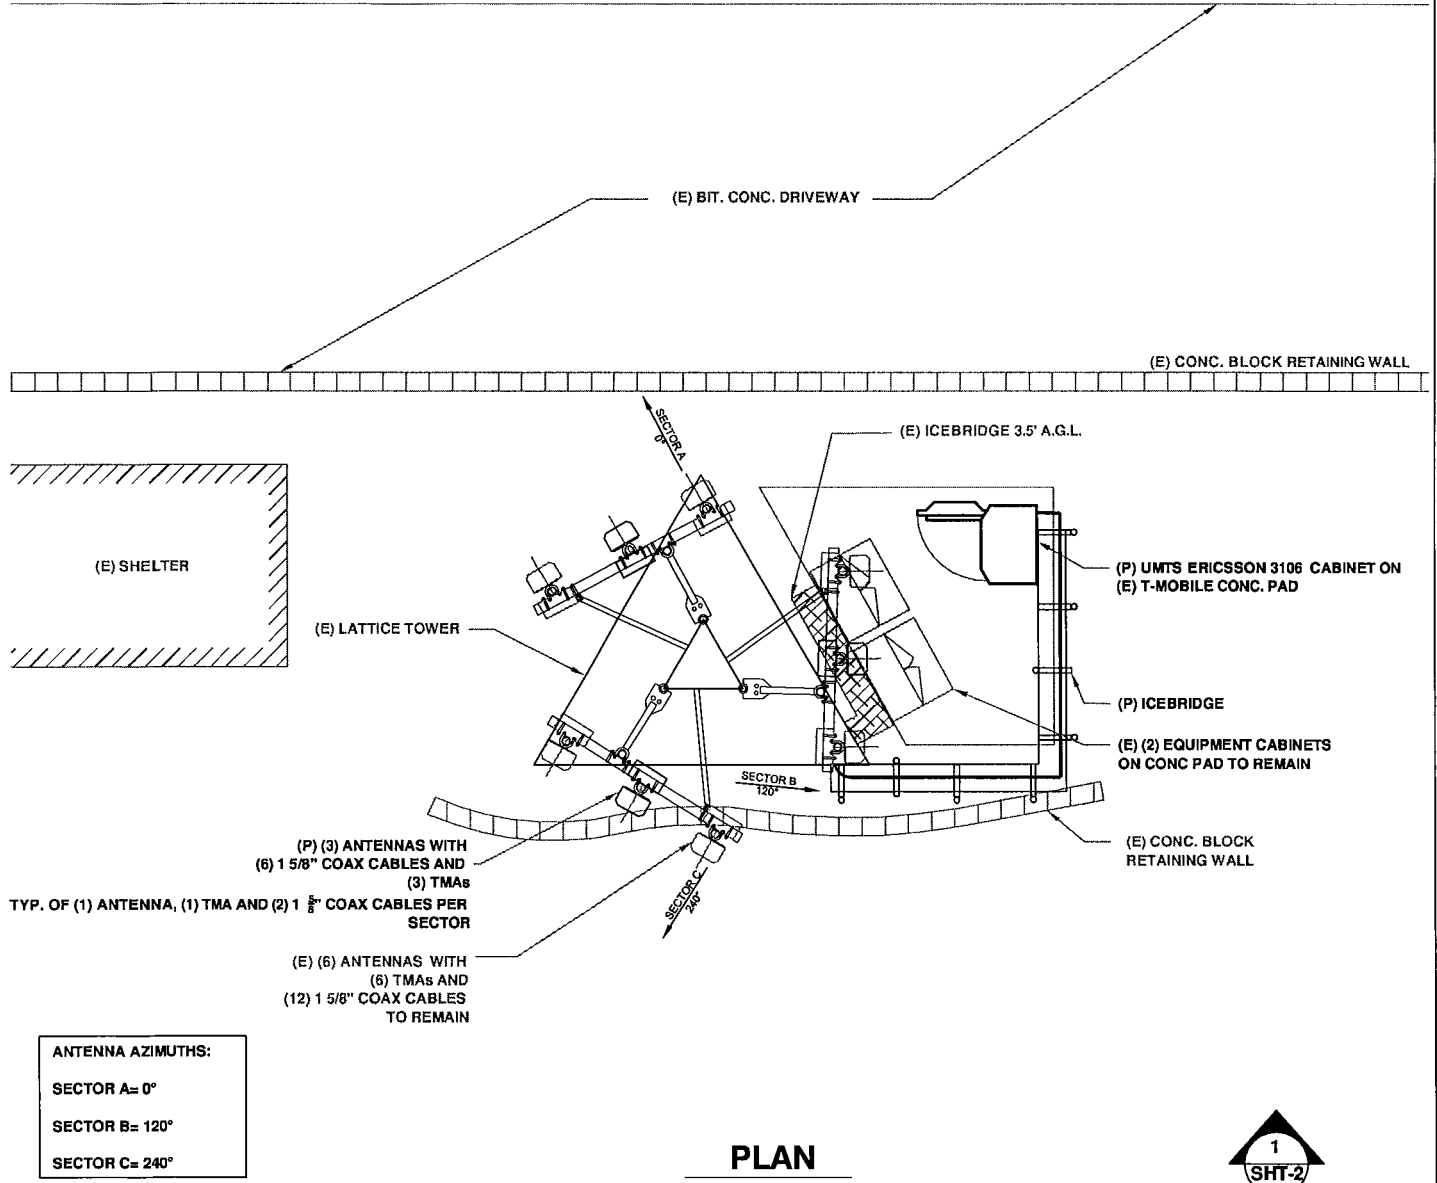 (E) BIT. CONC. DRIVEWAY
(E) CONC. BLOCK RETAINING WALL
SECTOR A
0°
(E) ICEBRIDGE 3.5' A.G.L.
(E) SHELTER
(P) UMTS ERICSSON 3106 CABINET ON
(E) T-MOBILE CONC. PAD
(E) LATTICE TOWER
(P) ICEBRIDGE
(E) (2) EQUIPMENT CABINETS
ON CONC PAD TO REMAIN
SECTOR B
120°
(E) CONC. BLOCK
RETAINING WALL
(P) (3) ANTENNAS WITH
(6) 1 5/8" COAX CABLES AND
(3) TMAs
TYP. OF (1) ANTENNA, (1) TMA AND (2) 1 5/8" COAX CABLES PER
SECTOR
SECTOR C
240°
(E) (6) ANTENNAS WITH
(6) TMAs AND
(12) 1 5/8" COAX CABLES
TO REMAIN
ANTENNA AZIMUTHS:
SECTOR A= 0°
SECTOR B= 120°
SECTOR C= 240°
PLAN
1
SHT-2